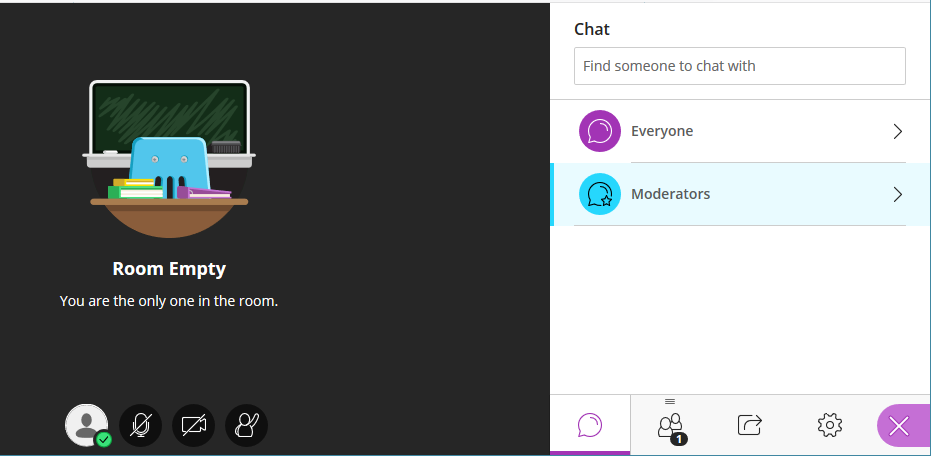 Room Empty
You are the only one in the room.
Chat
Find someone to chat with
Everyone
Moderators
1